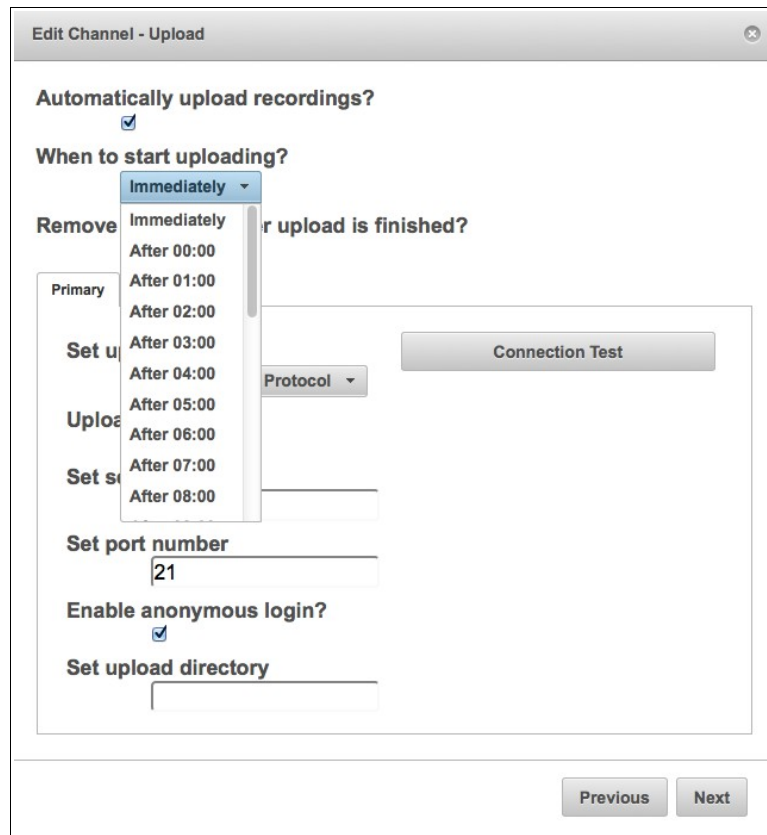 Edit Channel - Upload
Automatically upload recordings?
When to start uploading?
Immediately
Immediately
Remove r upload is finished?
After 00:00
After 01:00
Primary
After 02:00
After 03:00
Set u
Connection Test
After 04:00
Protocol
After 05:00
Uploa
After 06:00
After 07:00
Set s
After 08:00
Set port number
21
Enable anonymous login?
Set upload directory
Previous Next